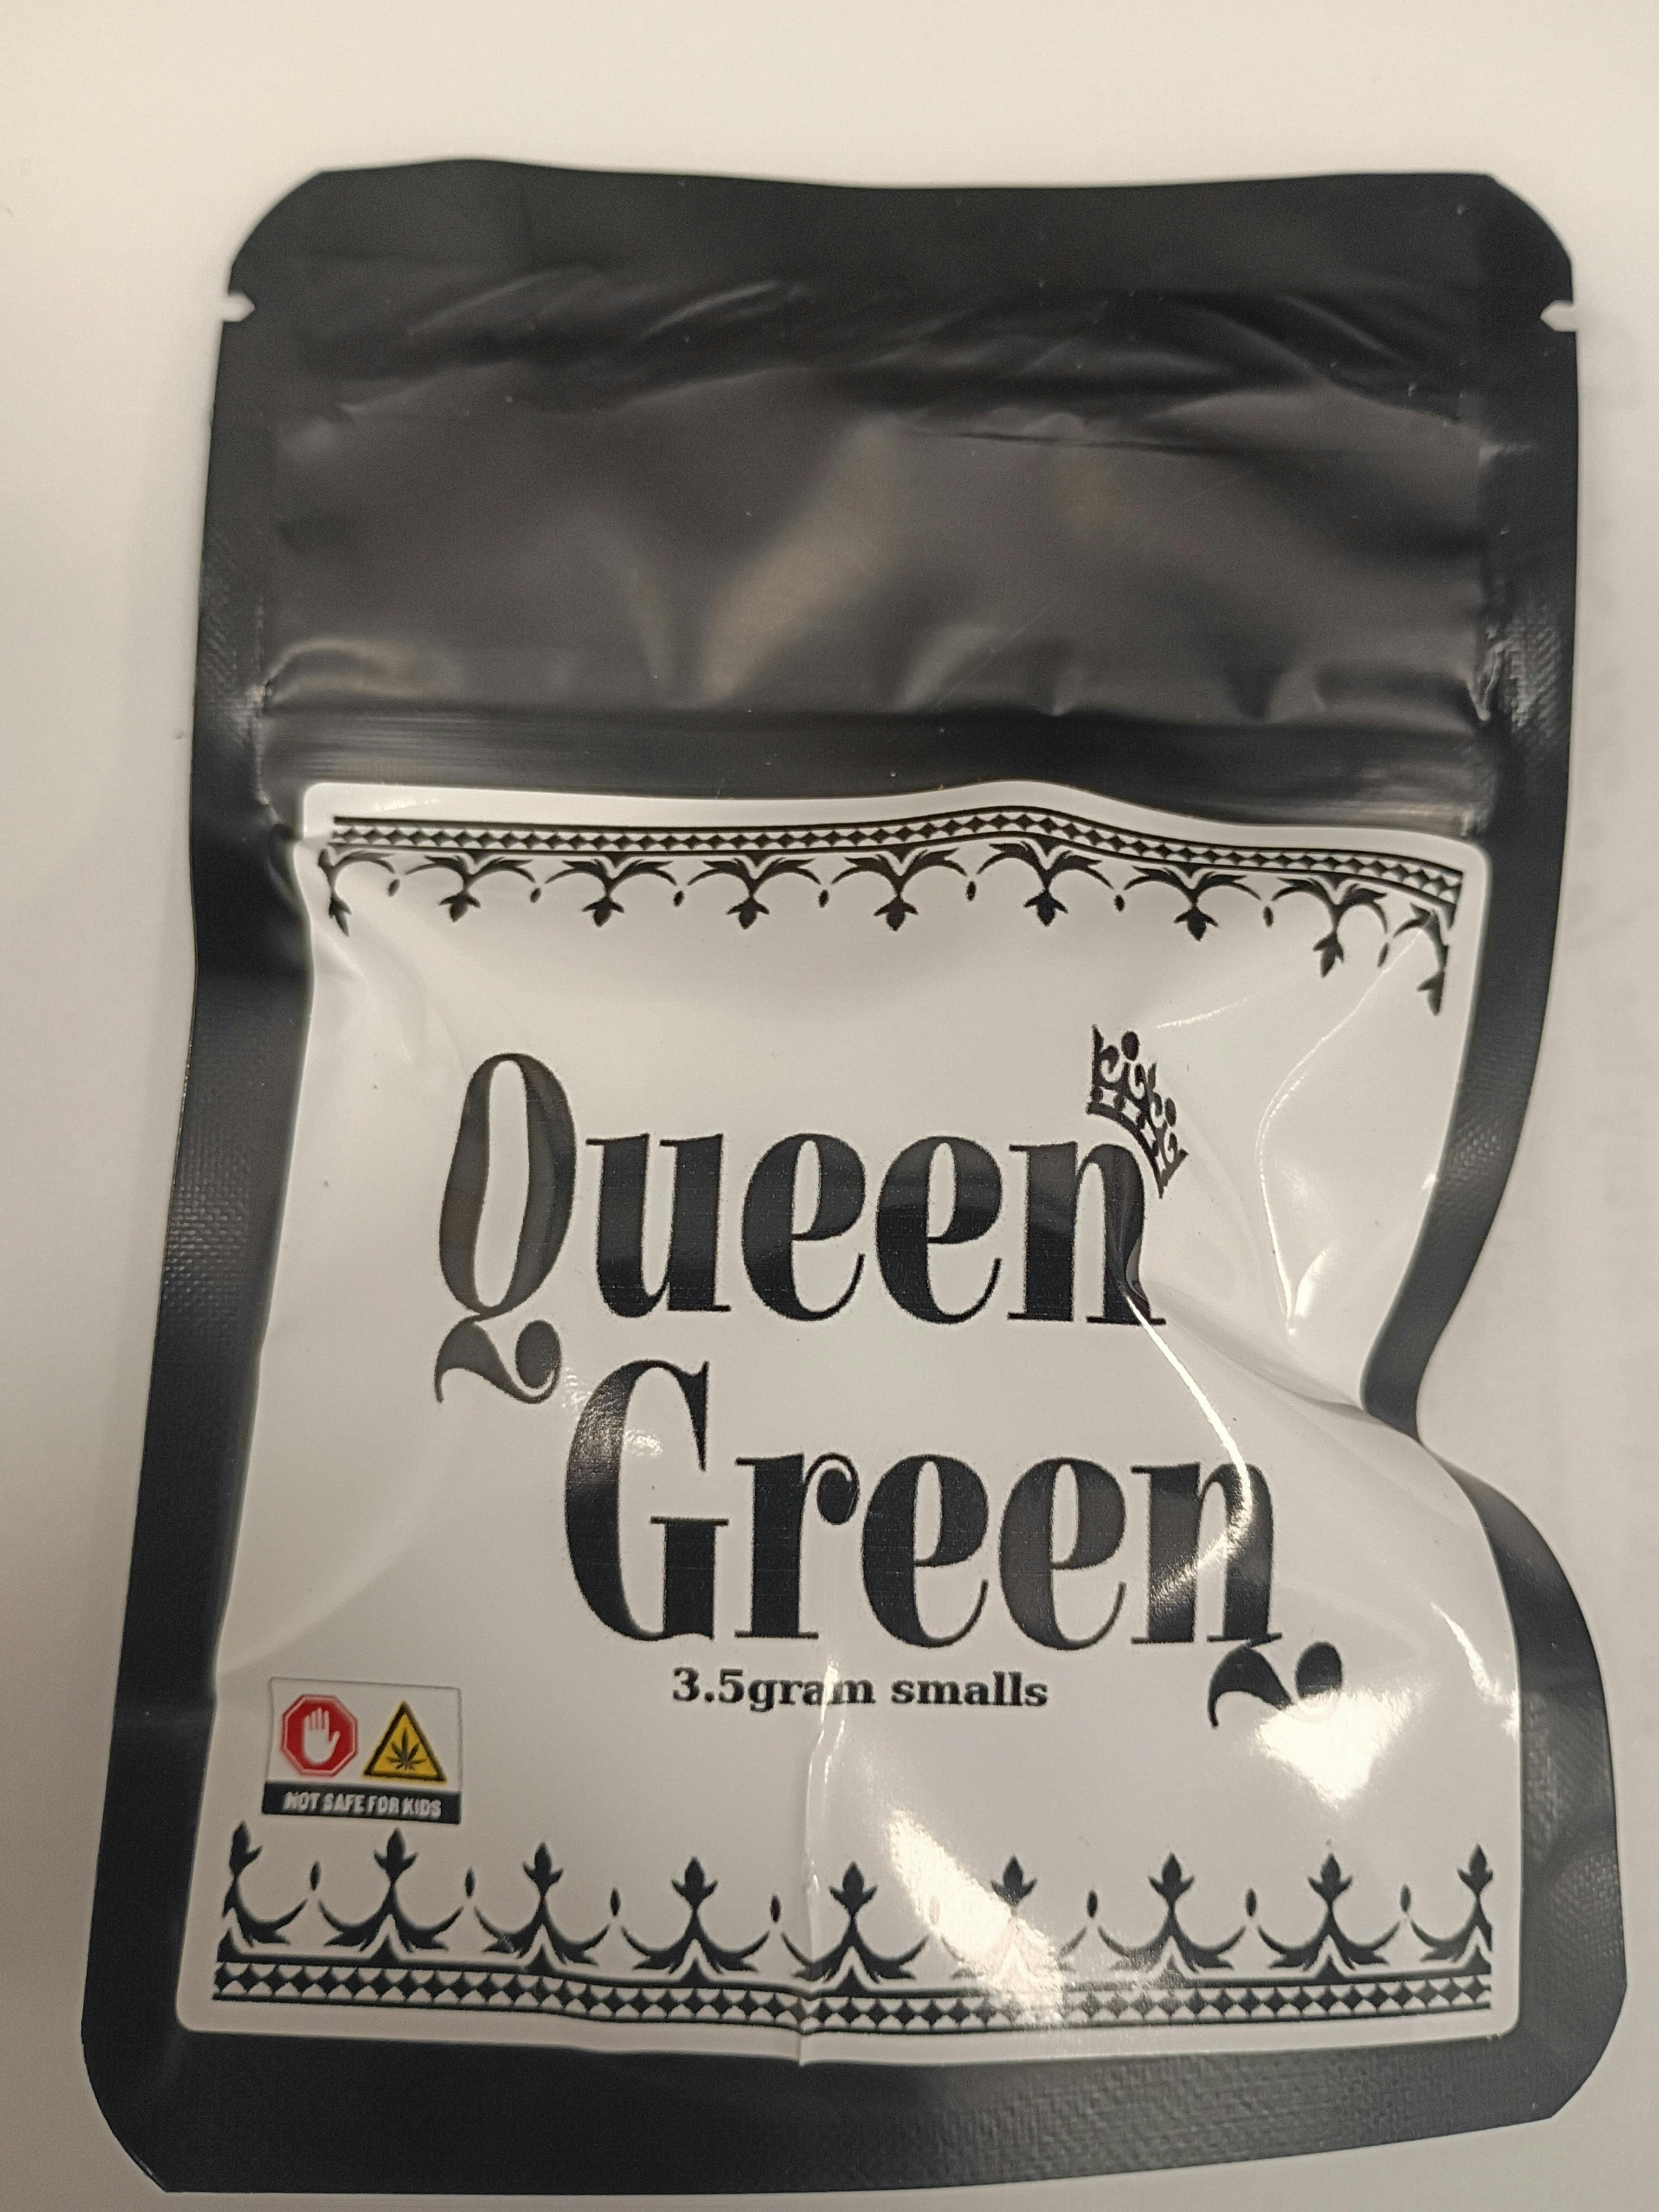 Queen
Green
3.5gram smalls
NOT SAFE FOR KIDS